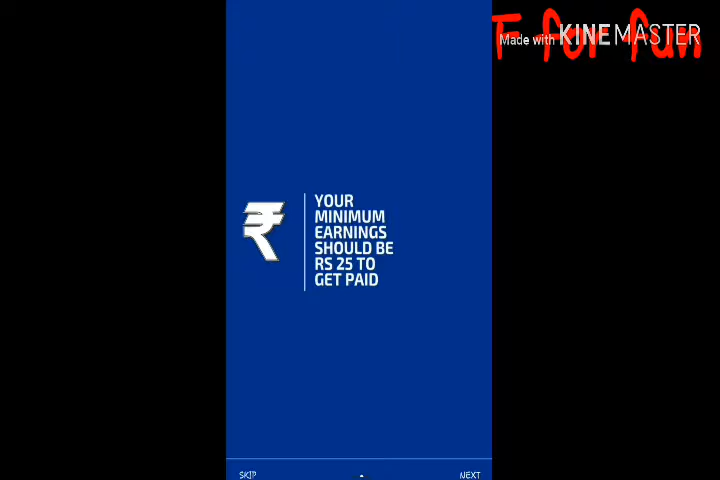 F for fun
Made with KINEMASTER
₹
YOUR
MINIMUM
EARNINGS
SHOULD BE
RS 25 TO
GET PAID
SKIP
NEXT